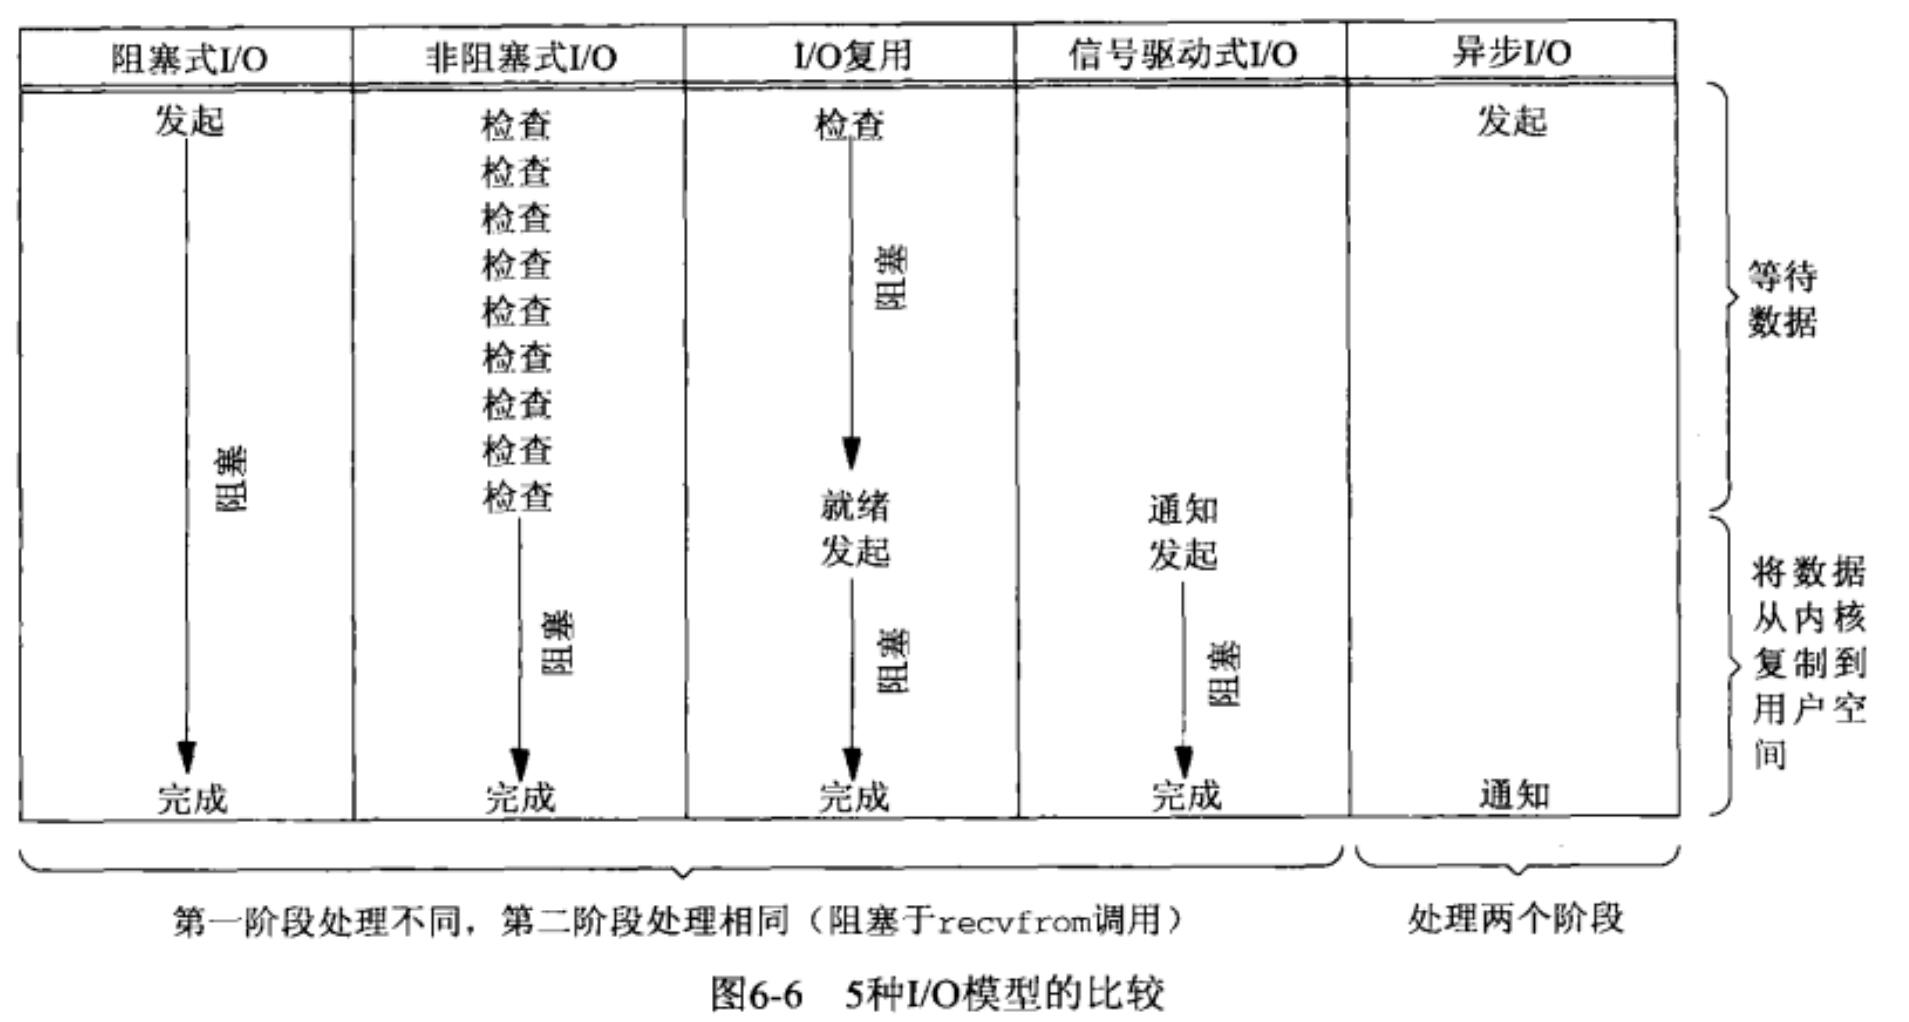 阻塞式I/O 非阻塞式I/O I/O复用 信号驱动式I/O 异步I/O
发起 检查 检查 发起
检查
检查
检查
检查
检查
检查
检查
检查
阻塞
阻塞
等待
数据
就绪 通知
发起 发起
阻塞
阻塞
阻塞
将数据
从内核
复制到
用户空
间
完成 完成 完成 完成 通知
第一阶段处理不同，第二阶段处理相同（阻塞于recvfrom调用） 处理两个阶段
图6-6 5种I/O模型的比较